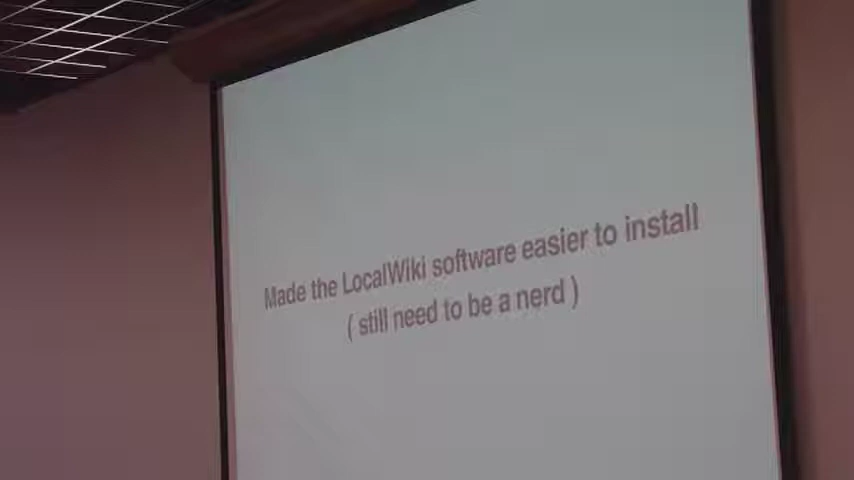 Made the LocalWiki software easier to install
( still need to be a nerd )